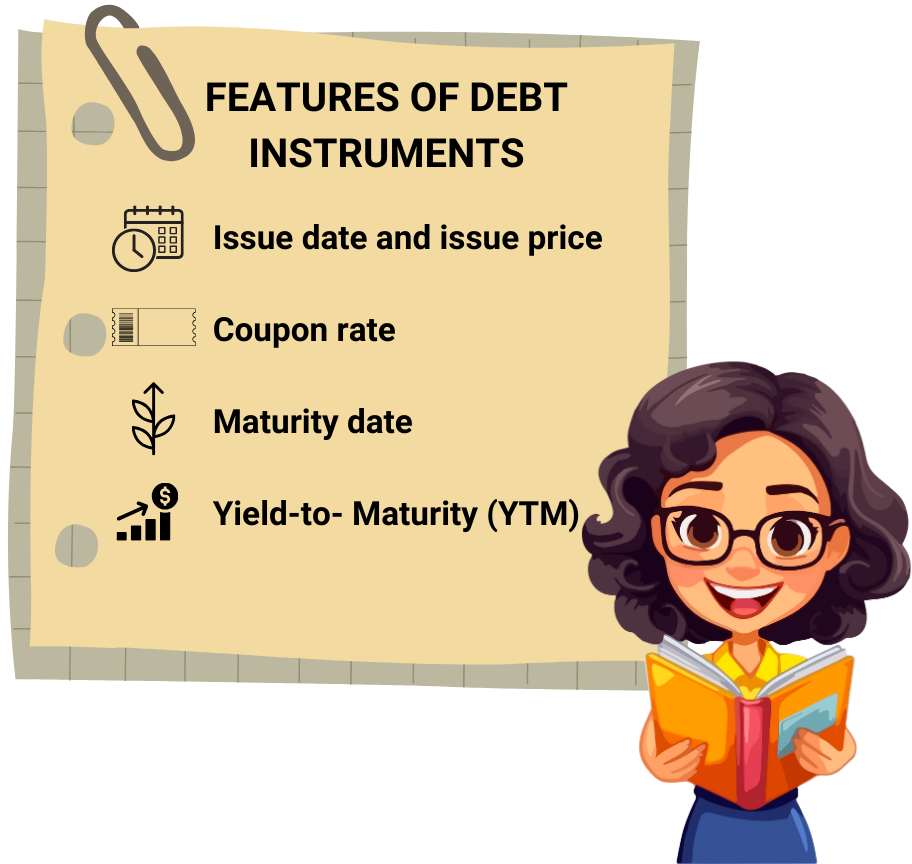 FEATURES OF DEBT
INSTRUMENTS
Issue date and issue price
Coupon rate
Maturity date
$
Yield-to- Maturity (YTM)